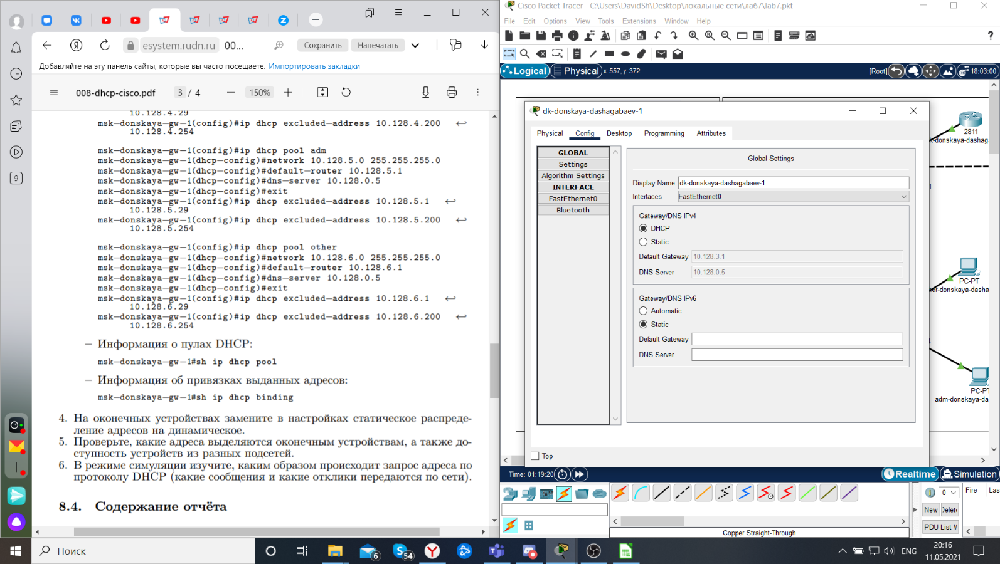 esystem.rudn.ru
00...
Сохранить
Напечатать
Добавляйте на эту панель сайты, которые вы часто посещаете. Импортировать закладки
008-dhcp-cisco.pdf
3 / 4
150%
10.128.4.29
msk-donskaya-gw-1(config)#ip dhcp excluded-address 10.128.4.200 ↩
10.128.4.254
msk-donskaya-gw-1(config)#ip dhcp pool adm
msk-donskaya-gw-1(dhcp-config)#network 10.128.5.0 255.255.255.0
msk-donskaya-gw-1(dhcp-config)#default-router 10.128.5.1
msk-donskaya-gw-1(dhcp-config)#dns-server 10.128.0.5
msk-donskaya-gw-1(dhcp-config)#exit
msk-donskaya-gw-1(config)#ip dhcp excluded-address 10.128.5.1 ↩
10.128.5.29
msk-donskaya-gw-1(config)#ip dhcp excluded-address 10.128.5.200 ↩
10.128.5.254
msk-donskaya-gw-1(config)#ip dhcp pool other
msk-donskaya-gw-1(dhcp-config)#network 10.128.6.0 255.255.255.0
msk-donskaya-gw-1(dhcp-config)#default-router 10.128.6.1
msk-donskaya-gw-1(dhcp-config)#dns-server 10.128.0.5
msk-donskaya-gw-1(dhcp-config)#exit
msk-donskaya-gw-1(config)#ip dhcp excluded-address 10.128.6.1 ↩
10.128.6.29
msk-donskaya-gw-1(config)#ip dhcp excluded-address 10.128.6.200 ↩
10.128.6.254
– Информация о пулах DHCP:
msk-donskaya-gw-1#sh ip dhcp pool
– Информация об привязках выданных адресов:
msk-donskaya-gw-1#sh ip dhcp binding
4. На оконечных устройствах замените в настройках статическое распреде-
ление адресов на динамическое.
5. Проверьте, какие адреса выделяются оконечным устройствам, а также до-
ступность устройств из разных подсетей.
6. В режиме симуляции изучите, каким образом происходит запрос адреса по
протоколу DHCP (какие сообщения и какие отклики передаются по сети).
8.4. Содержание отчёта
9
Cisco Packet Tracer - C:\Users\DavidSh\Desktop\локальные сети\лаб7\lab7.pkt
File Edit Options View Tools Extensions Window Help
?
Logical
Physical
x: 557, y: 372
[Root]
18:03:00
2811
k-donskaya-dashag
PC-PT
er-donskaya-dasha
PC-PT
adm-donskaya-da
dk-donskaya-dashagabaev-1
Physical Config Desktop Programming Attributes
GLOBAL
Settings
Algorithm Settings
INTERFACE
FastEthernet0
Bluetooth
Global Settings
Display Name dk-donskaya-dashagabaev-1
Interfaces FastEthernet0
Gateway/DNS IPv4
DHCP
Static
Default Gateway 10.128.3.1
DNS Server 10.128.0.5
Gateway/DNS IPv6
Automatic
Static
Default Gateway
DNS Server
Top
Time: 01:19:20
Realtime
Simulation
0
Fire
Las
New
Delete
PDU List V
Copper Straight-Through
Поиск
6
54
ENG
20:16
11.05.2021